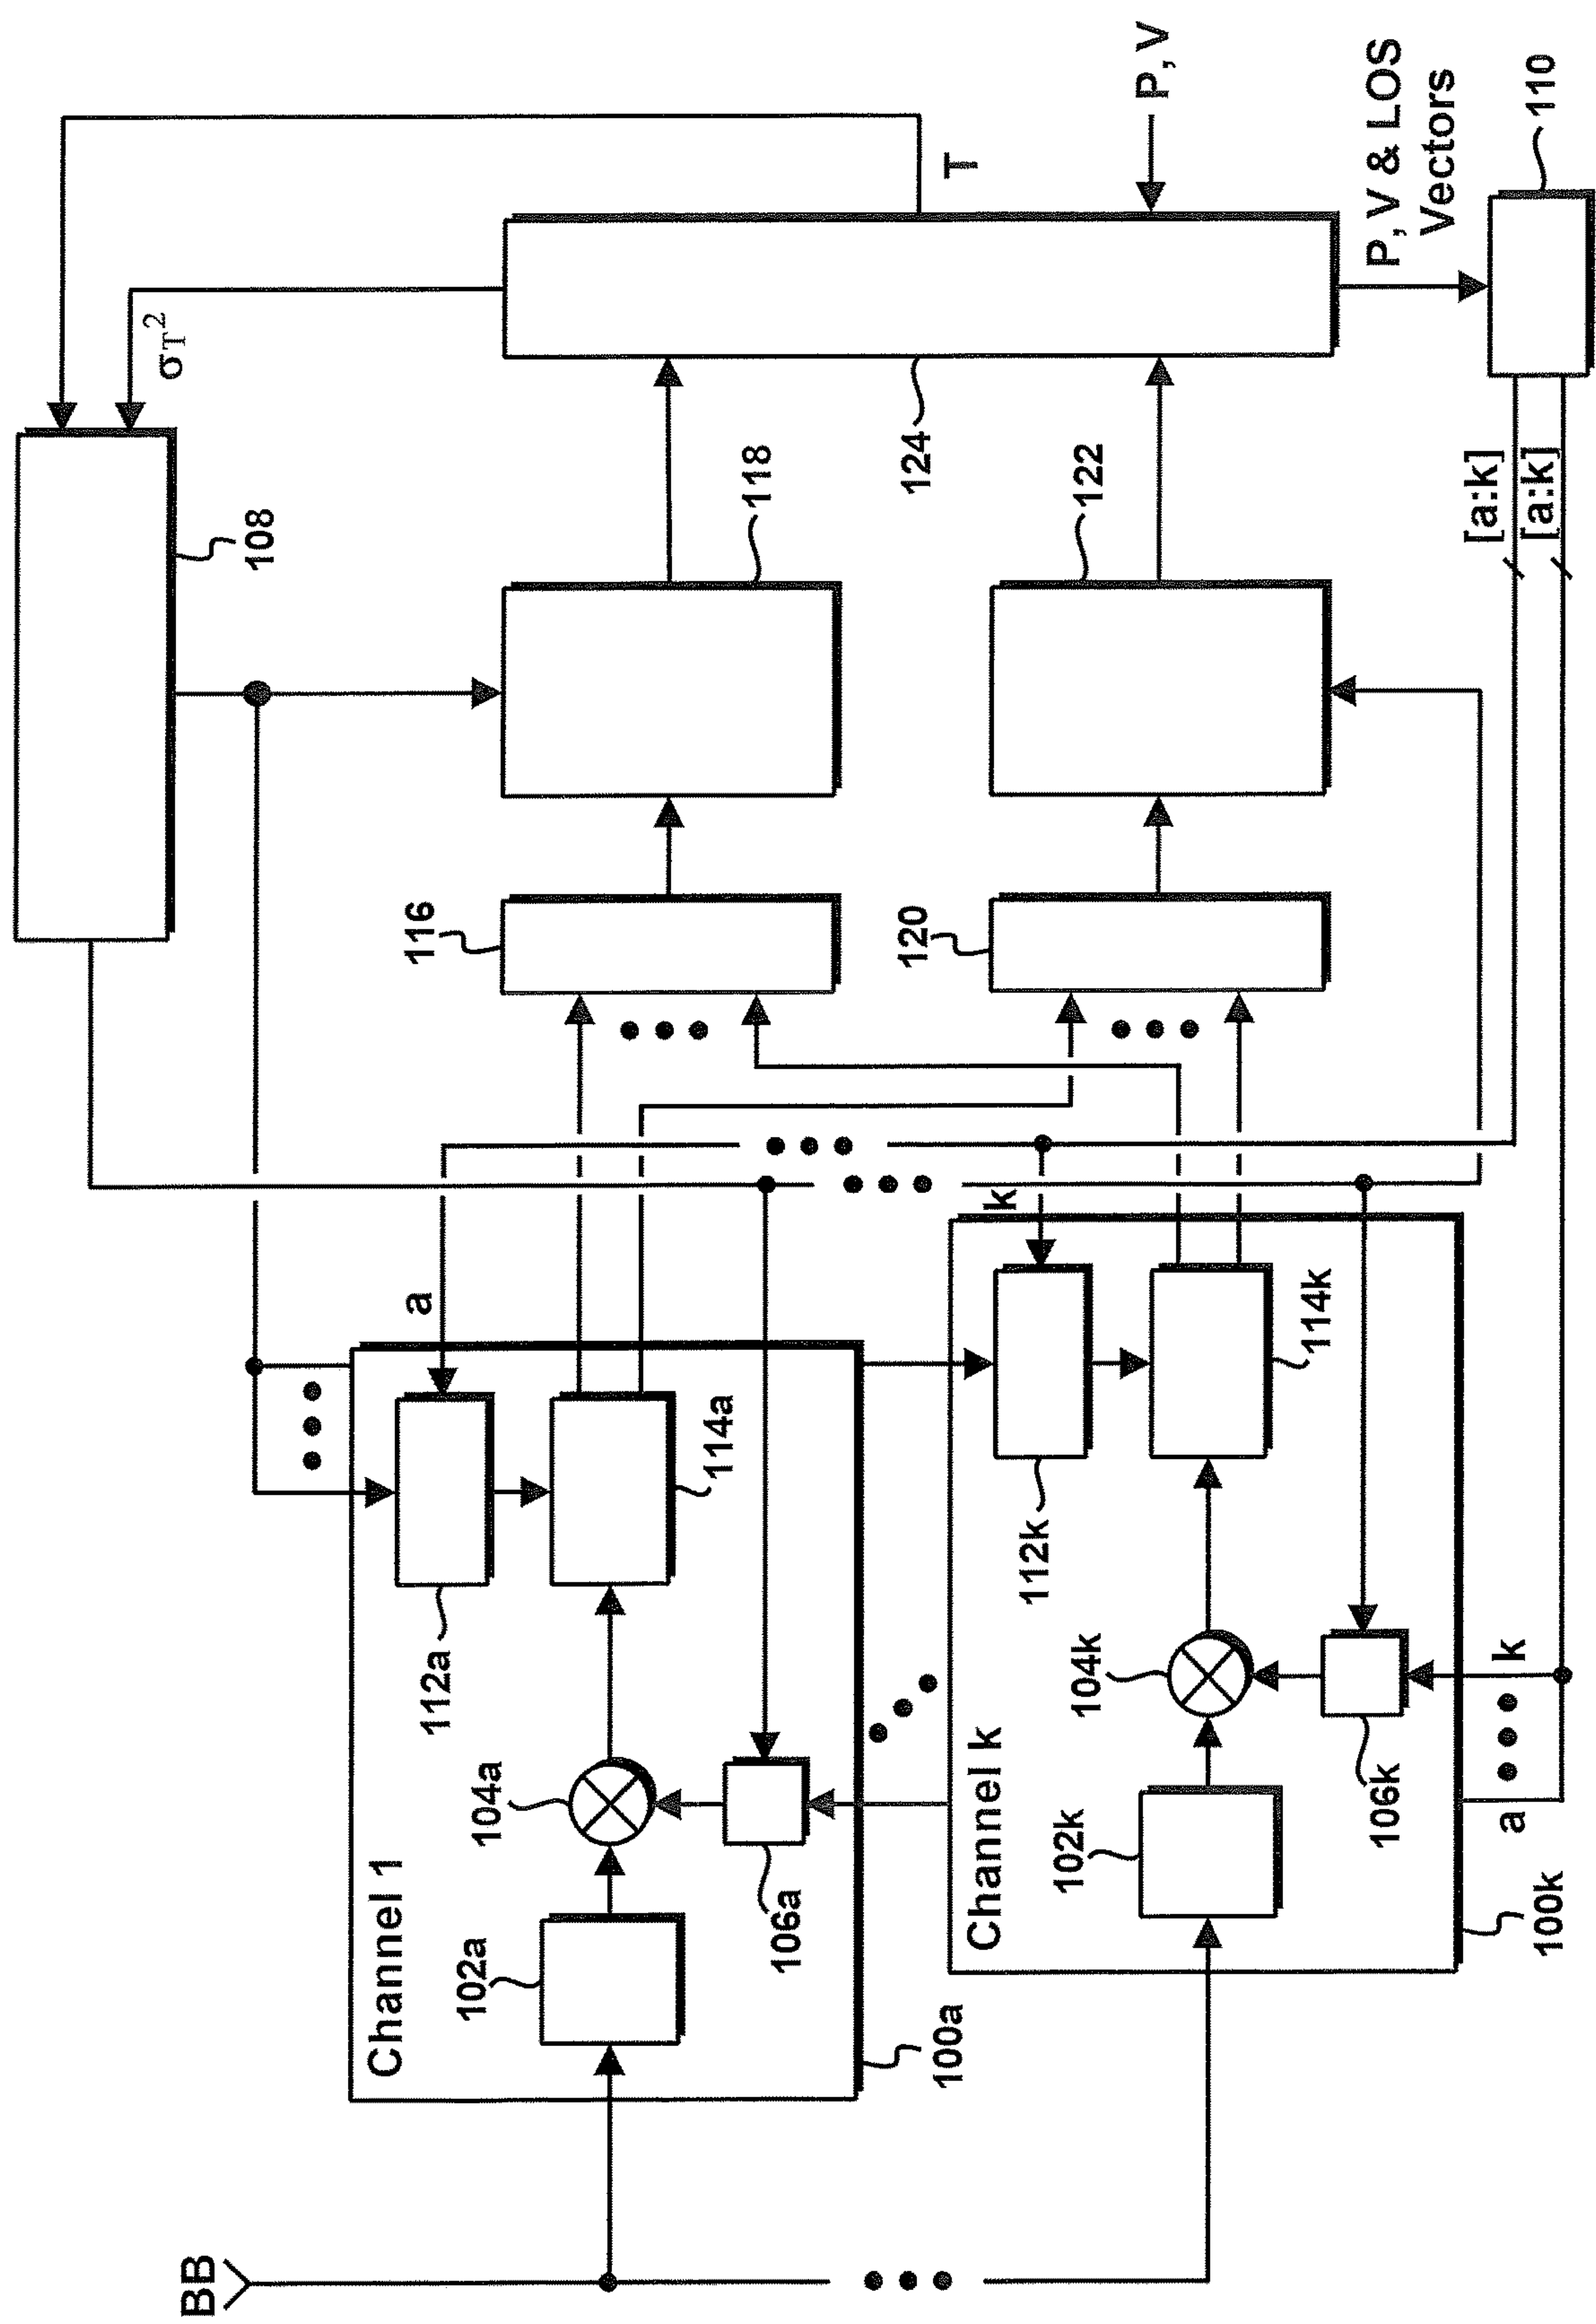 BB
Channel 1
100a
102a
104a
106a
112a
114a
a
Channel k
100k
102k
104k
106k
112k
114k
k
a
k
108
116
118
120
122
124
σT²
T
P, V
P, V & LOS
Vectors
110
[a:k]
[a:k]